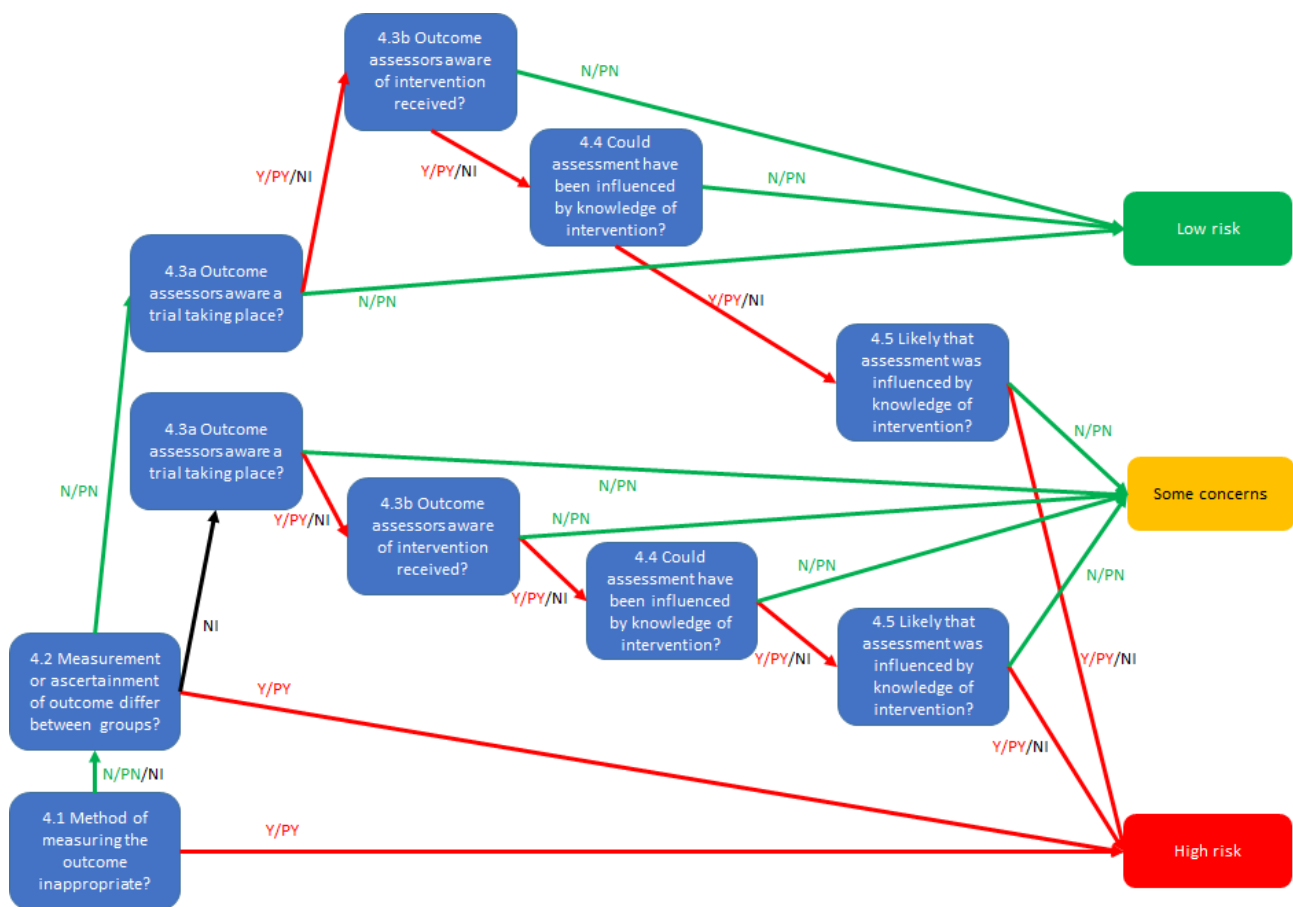 4.3b Outcome
assessors aware
of intervention
received?
N/PN
Y/PY/NI
Y/PY/NI
4.4 Could
assessment have
been influenced
by knowledge of
intervention?
N/PN
Low risk
4.3a Outcome
assessors aware a
trial taking place?
N/PN
Y/PY/NI
4.5 Likely that
assessment was
influenced by
knowledge of
intervention?
N/PN
4.3a Outcome
assessors aware a
trial taking place?
N/PN
N/PN
Some concerns
Y/PY/NI
4.3b Outcome
assessors aware
of intervention
received?
N/PN
4.4 Could
assessment have
been influenced
by knowledge of
intervention?
N/PN
N/PN
Y/PY/NI
NI
4.5 Likely that
assessment was
influenced by
knowledge of
intervention?
Y/PY/NI
Y/PY/NI
4.2 Measurement
or ascertainment
of outcome differ
between groups?
Y/PY
Y/PY/NI
N/PN/NI
4.1 Method of
measuring the
outcome
inappropriate?
Y/PY
High risk